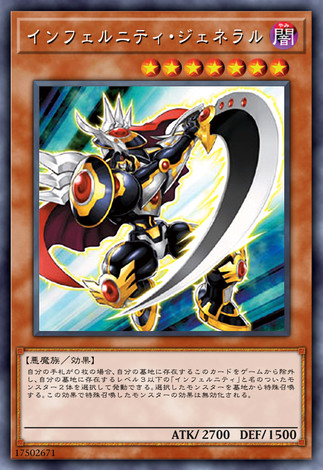 インフェルニティ・ジェネラル
やみ
闇
【悪魔族／効果】
自分の手札が０枚の場合、自分の墓地に存在するこのカードをゲームから除外
し、自分の墓地に存在するレベル３以下の「インフェルニティ」と名のついたモ
ンスター２体を選択して発動できる。選択したモンスターを墓地から特殊召喚
する。この効果で特殊召喚したモンスターの効果は無効化される。
ATK/ 2700 DEF/1500
17502671